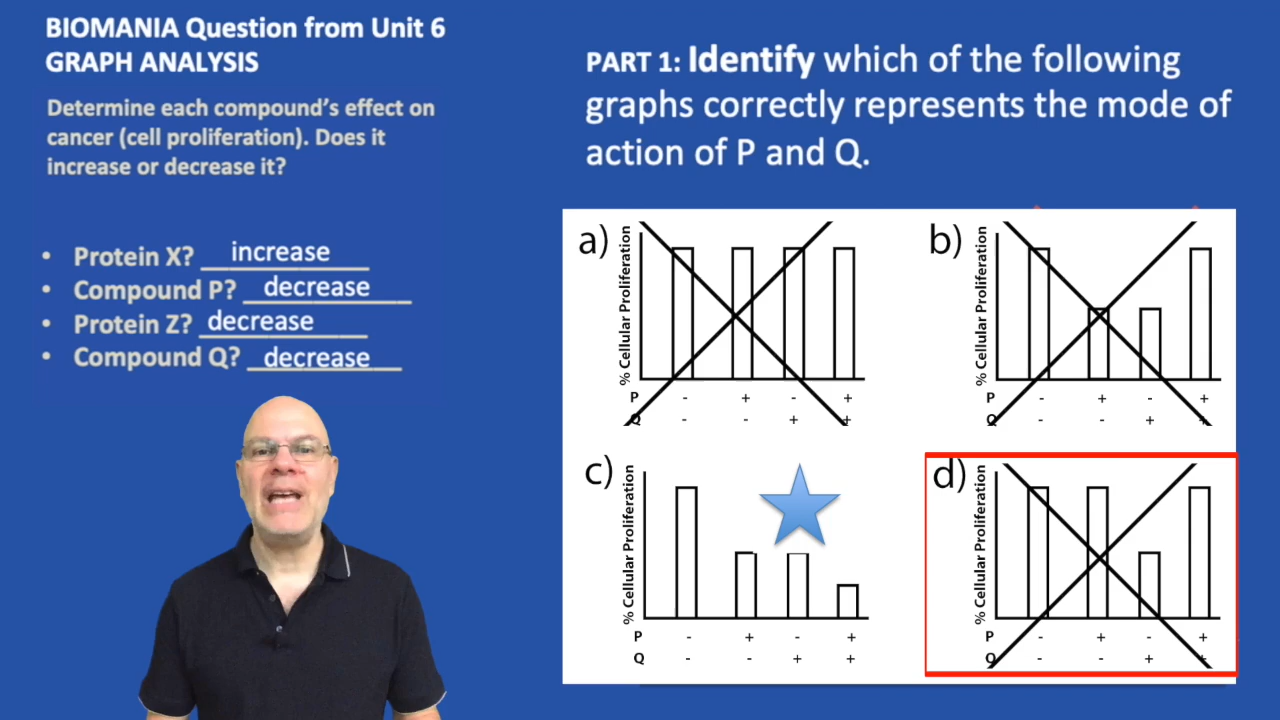 BIOMANIA Question from Unit 6
GRAPH ANALYSIS
Determine each compound's effect on
cancer (cell proliferation). Does it
increase or decrease it?
• Protein X? increase
• Compound P? decrease
• Protein Z? decrease
• Compound Q? decrease
PART 1: Identify which of the following
graphs correctly represents the mode of
action of P and Q.
a)
% Cellular Proliferation
P - + - +
Q - - + +
b)
% Cellular Proliferation
P - + - +
Q - - + +
c)
% Cellular Proliferation
P - + - +
Q - - + +
d)
% Cellular Proliferation
P - + - +
Q - - + +